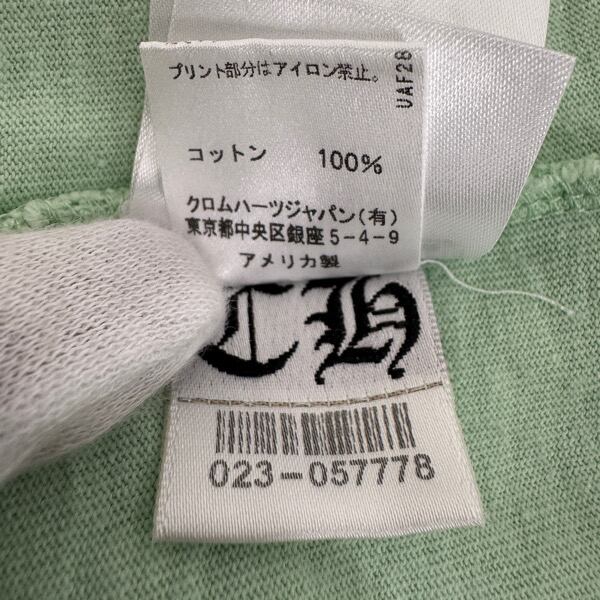 プリント部分はアイロン禁止。
UAF28
コットン 100%
クロムハーツジャパン(有)
東京都中央区銀座5-4-9
アメリカ製
CH
023-057778